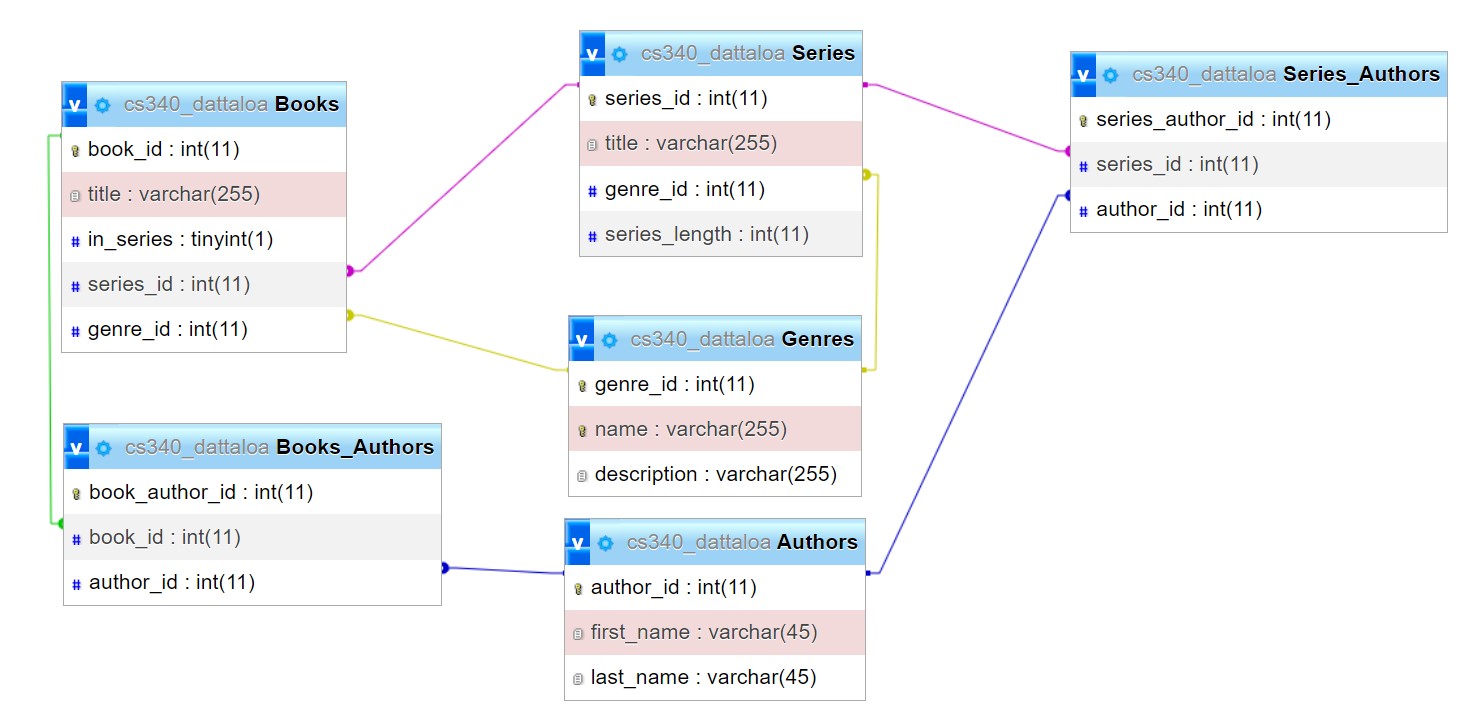 v cs340_dattaloa Books
book_id : int(11)
title : varchar(255)
# in_series : tinyint(1)
# series_id : int(11)
# genre_id : int(11)
v cs340_dattaloa Series
series_id : int(11)
title : varchar(255)
# genre_id : int(11)
# series_length : int(11)
v cs340_dattaloa Series_Authors
series_author_id : int(11)
# series_id : int(11)
# author_id : int(11)
v cs340_dattaloa Genres
genre_id : int(11)
name : varchar(255)
description : varchar(255)
v cs340_dattaloa Books_Authors
book_author_id : int(11)
# book_id : int(11)
# author_id : int(11)
v cs340_dattaloa Authors
author_id : int(11)
first_name : varchar(45)
last_name : varchar(45)